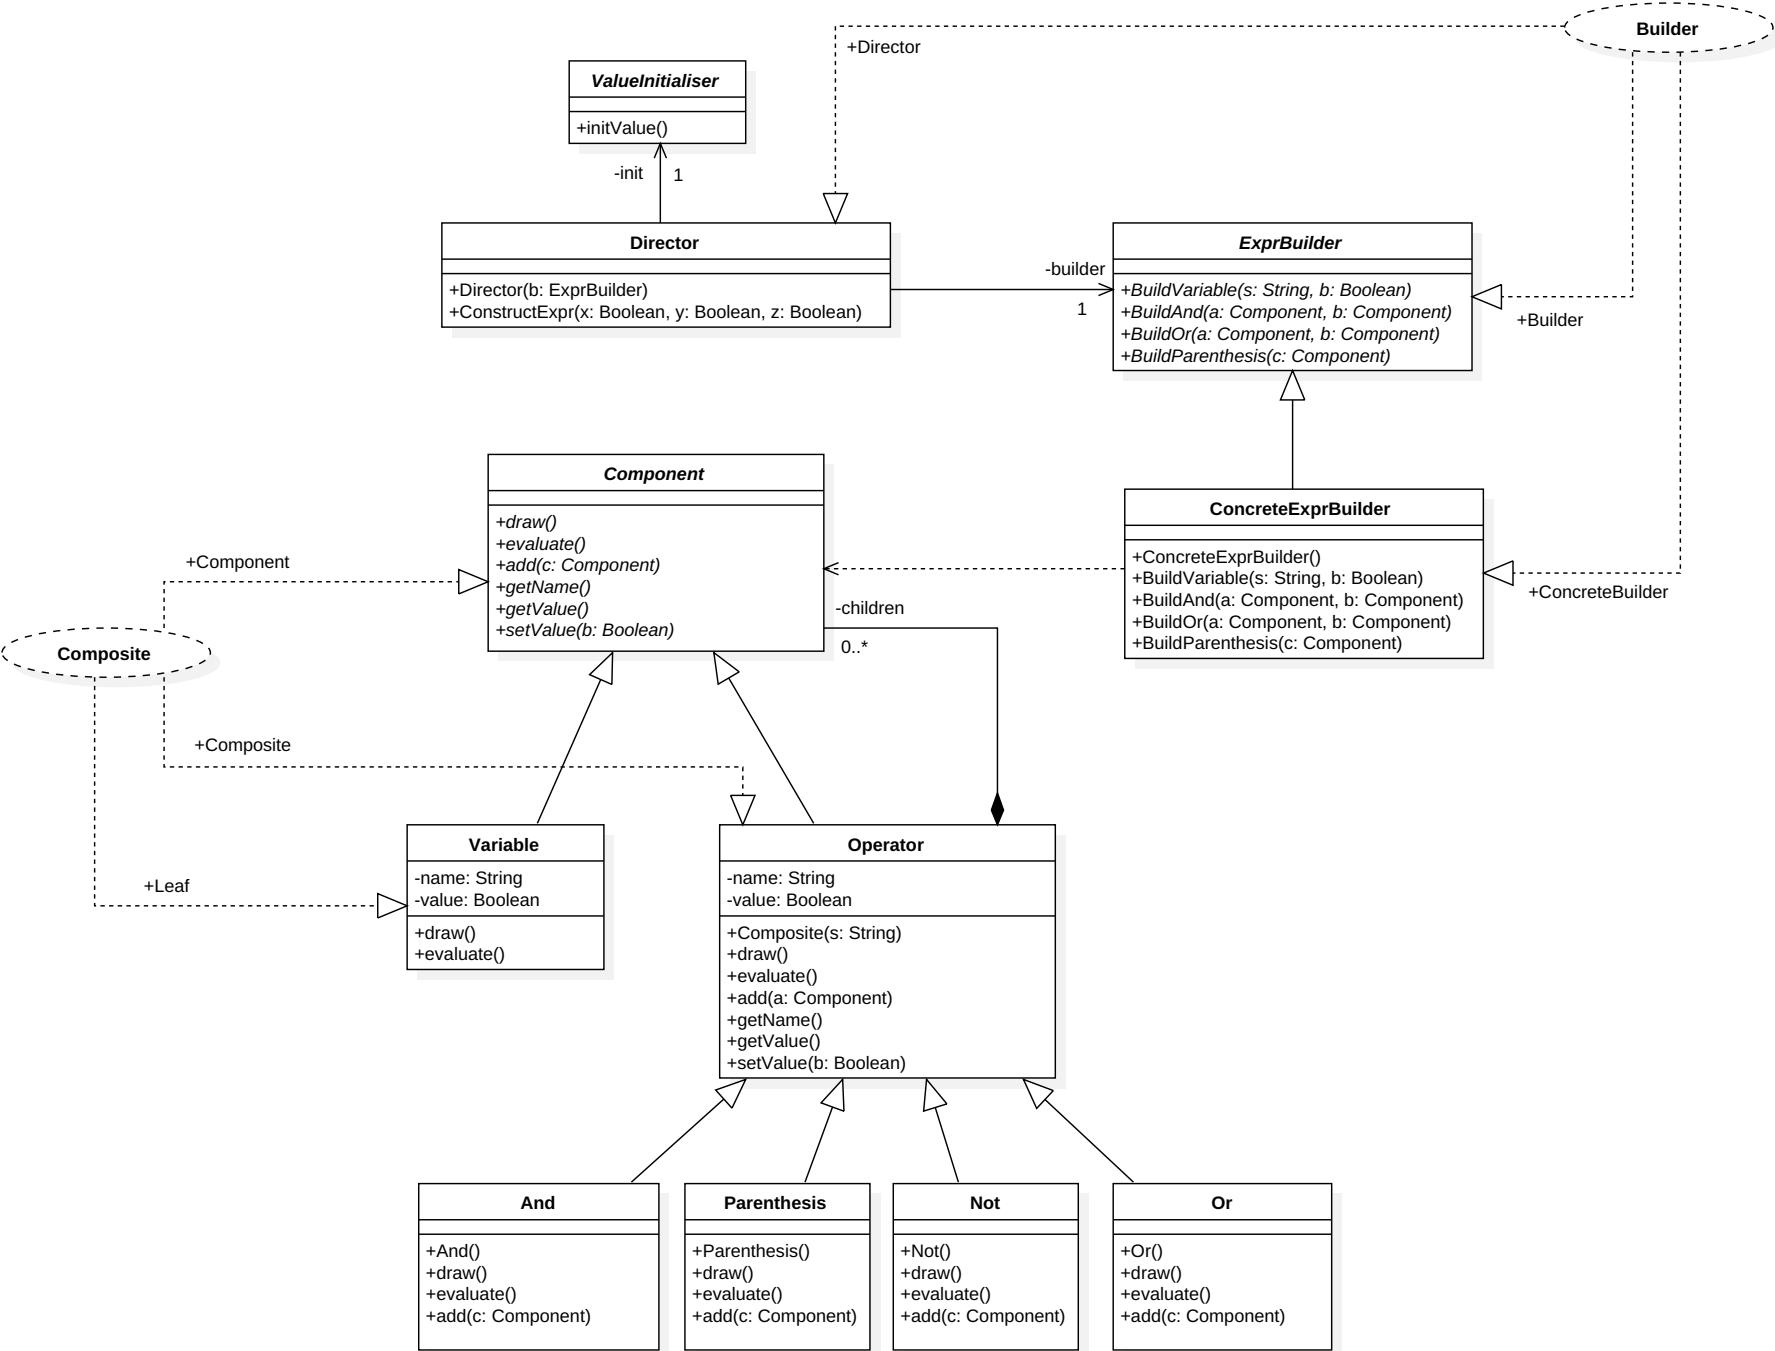 Builder
+Director
ValueInitialiser
+initValue()
-init
1
Director
+Director(b: ExprBuilder)
+ConstructExpr(x: Boolean, y: Boolean, z: Boolean)
-builder
1
ExprBuilder
+BuildVariable(s: String, b: Boolean)
+BuildAnd(a: Component, b: Component)
+BuildOr(a: Component, b: Component)
+BuildParenthesis(c: Component)
+Builder
Component
+draw()
+evaluate()
+add(c: Component)
+getName()
+getValue()
+setValue(b: Boolean)
ConcreteExprBuilder
+ConcreteExprBuilder()
+BuildVariable(s: String, b: Boolean)
+BuildAnd(a: Component, b: Component)
+BuildOr(a: Component, b: Component)
+BuildParenthesis(c: Component)
+ConcreteBuilder
+Component
-children
0..*
Composite
+Composite
+Leaf
Variable
-name: String
-value: Boolean
+draw()
+evaluate()
Operator
-name: String
-value: Boolean
+Composite(s: String)
+draw()
+evaluate()
+add(a: Component)
+getName()
+getValue()
+setValue(b: Boolean)
And
+And()
+draw()
+evaluate()
+add(c: Component)
Parenthesis
+Parenthesis()
+draw()
+evaluate()
+add(c: Component)
Not
+Not()
+draw()
+evaluate()
+add(c: Component)
Or
+Or()
+draw()
+evaluate()
+add(c: Component)